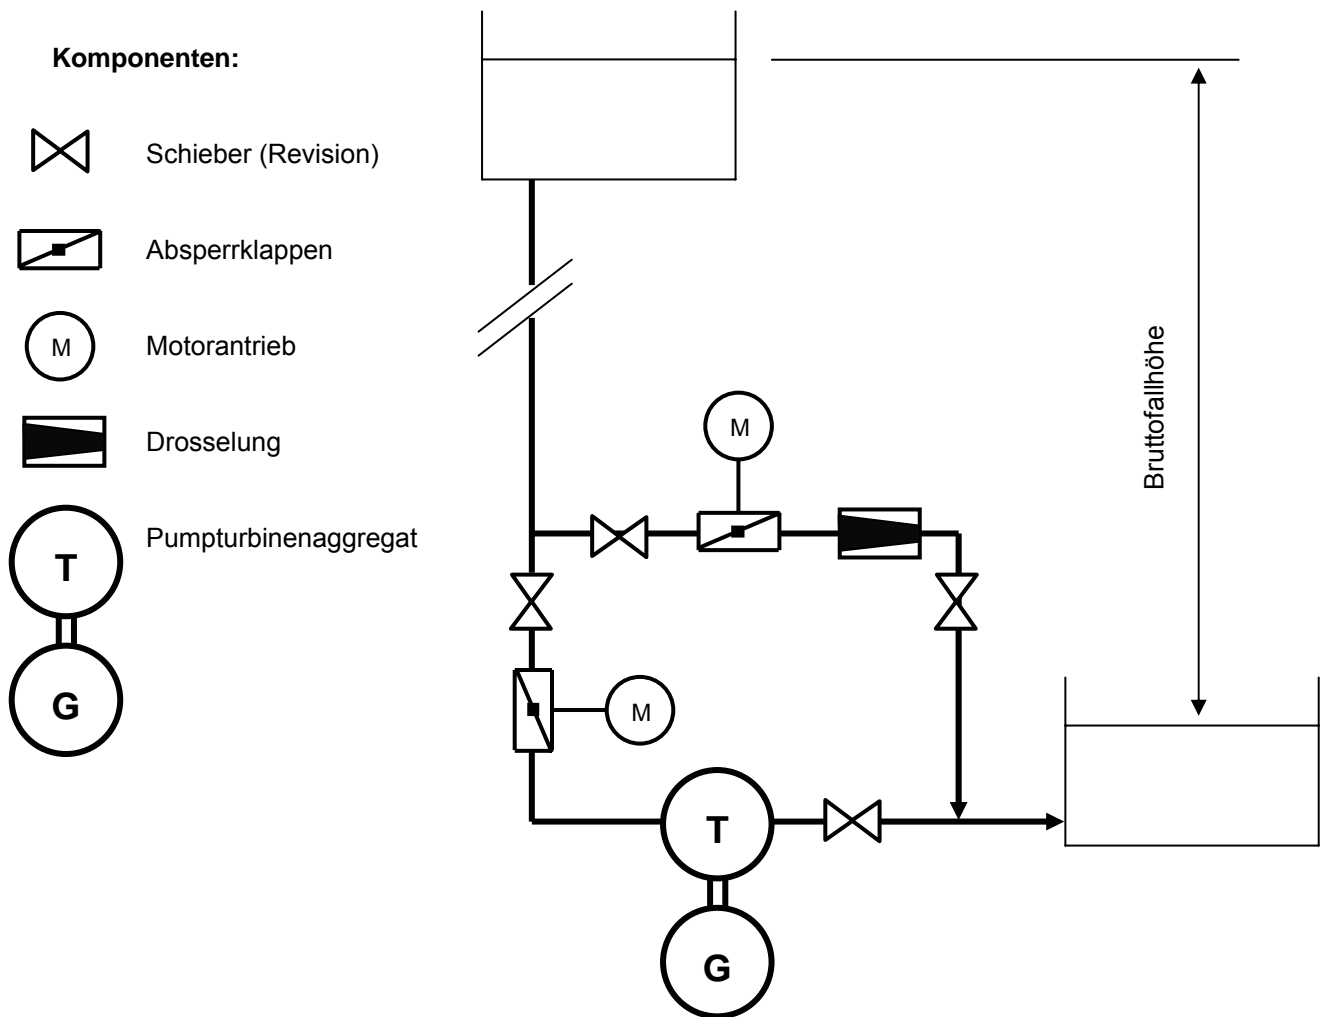 Komponenten:
Schieber (Revision)
Absperrklappen
M
Motorantrieb
Drosselung
T
Pumpturbinenaggregat
G
Bruttofallhöhe
M
M
T
G